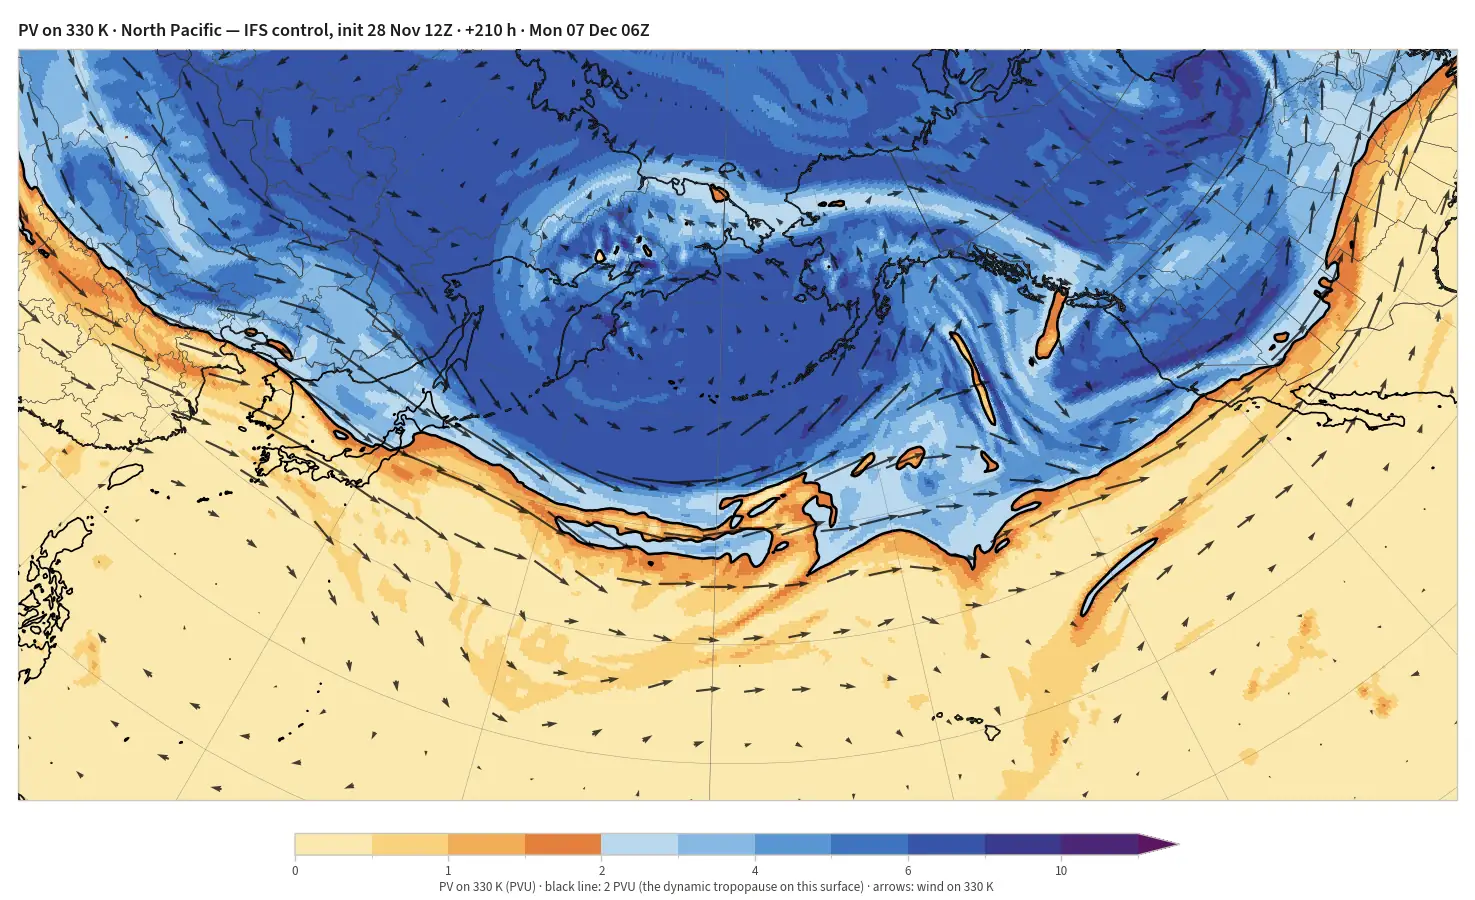 PV on 330 K · North Pacific — IFS control, init 28 Nov 12Z · +210 h · Mon 07 Dec 06Z
0 1 2 4 6 10
PV on 330 K (PVU) · black line: 2 PVU (the dynamic tropopause on this surface) · arrows: wind on 330 K